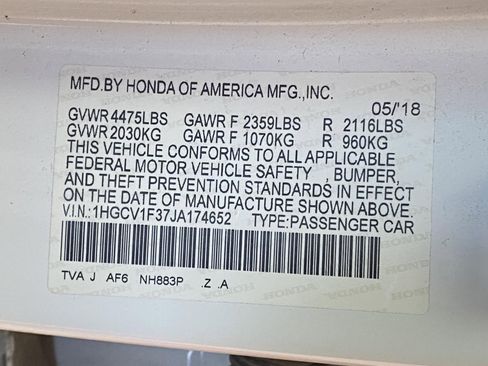 MFD.BY HONDA OF AMERICA MFG.,INC.
05/'18
GVWR 4475LBS GAWR F 2359LBS R 2116LBS
GVWR 2030KG GAWR F 1070KG R 960KG
THIS VEHICLE CONFORMS TO ALL APPLICABLE
FEDERAL MOTOR VEHICLE SAFETY , BUMPER,
AND THEFT PREVENTION STANDARDS IN EFFECT
ON THE DATE OF MANUFACTURE SHOWN ABOVE.
V.I.N.:1HGCV1F37JA174652 TYPE:PASSENGER CAR
TVA J AF6 NH883P .Z .A